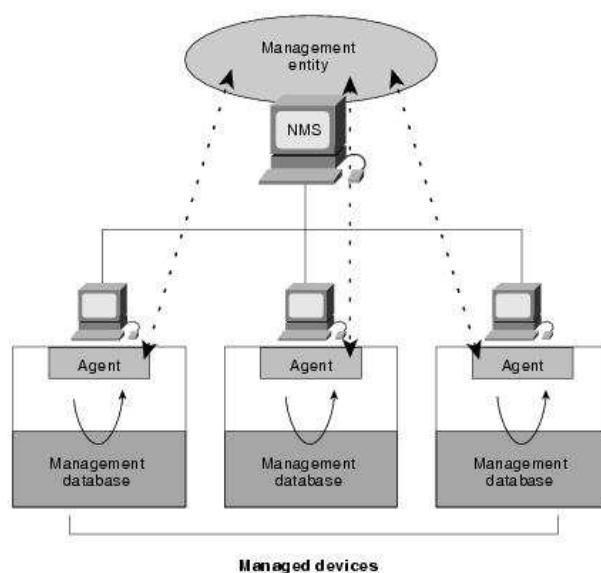 Management
entity
NMS
Agent
Agent
Agent
Management
database
Management
database
Management
database
Managed devices